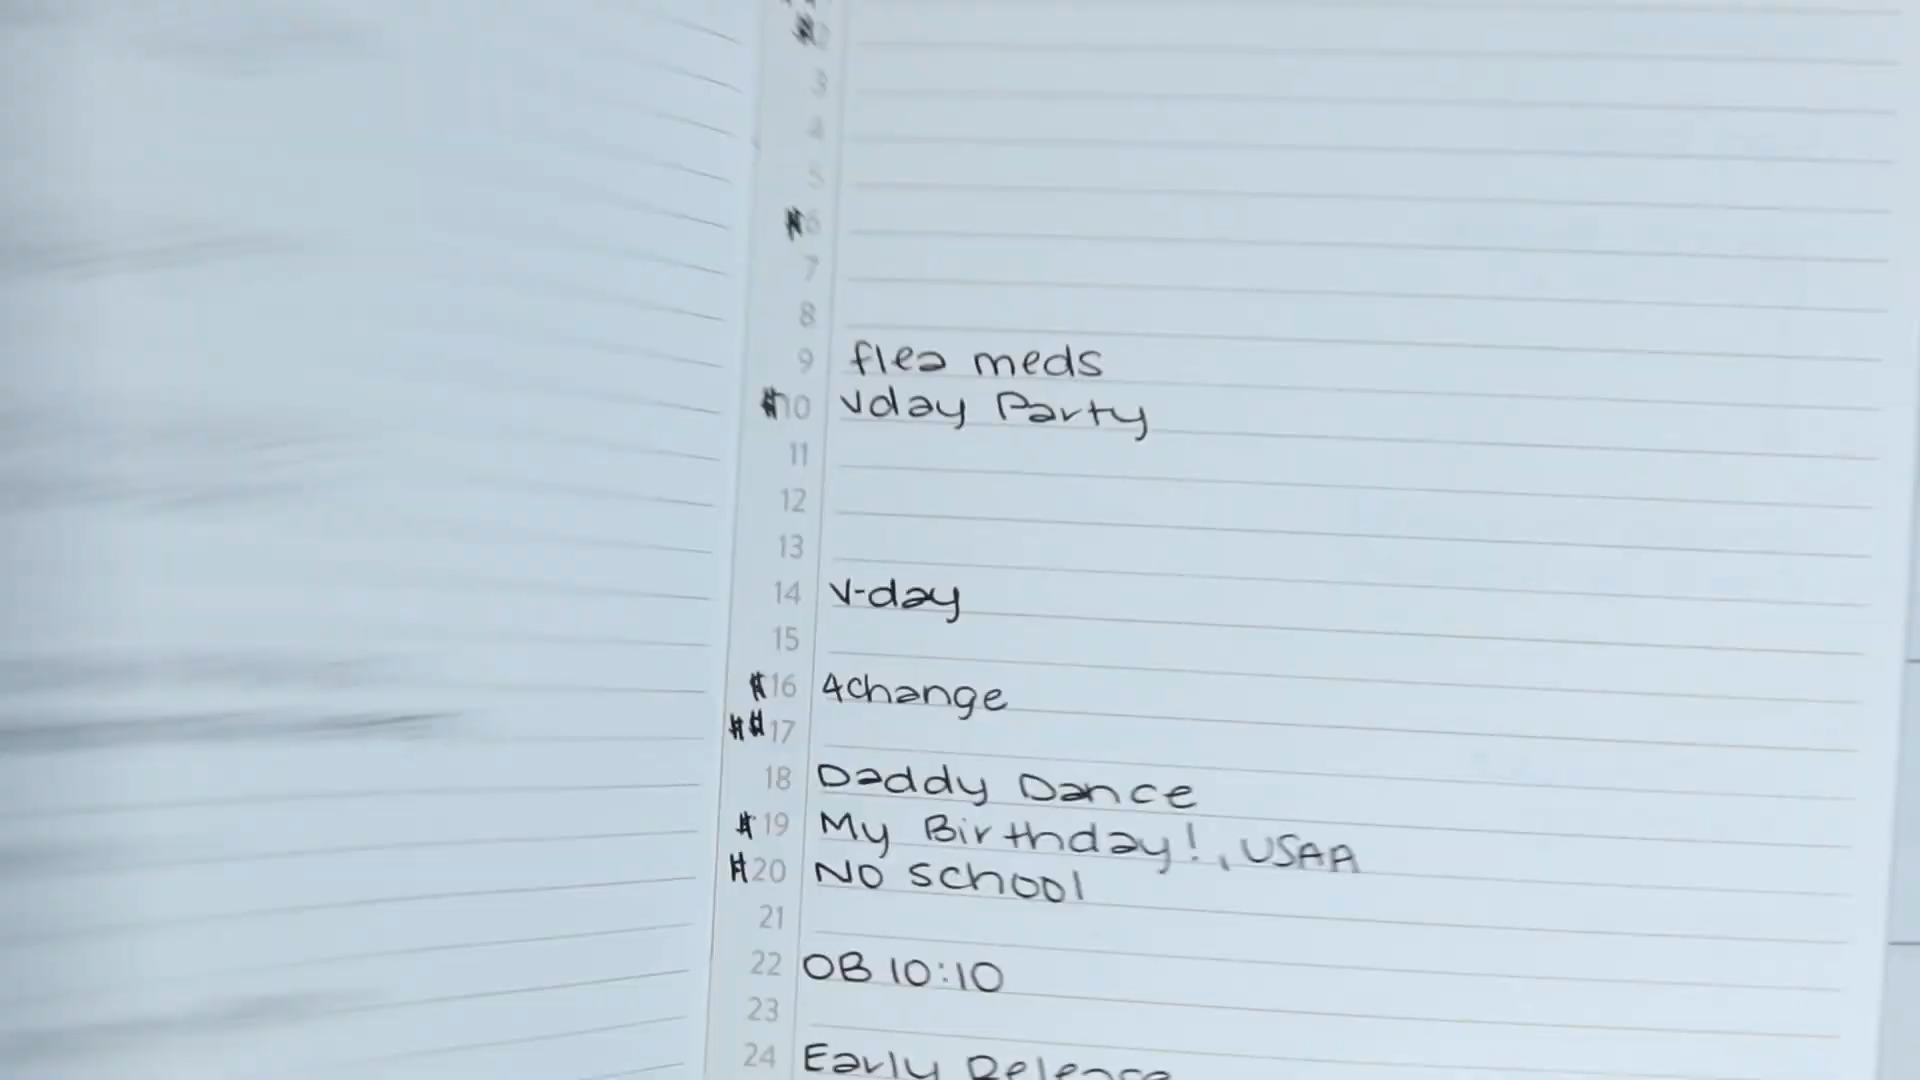 3
4
5
6
7
8
9 flea meds
10 Vday Party
11
12
13
14 V-day
15
$16 4change
$$17
18 Daddy Dance
$19 My Birthday!, USAA
$20 No school
21
22 OB 10:10
23
24 Early Release